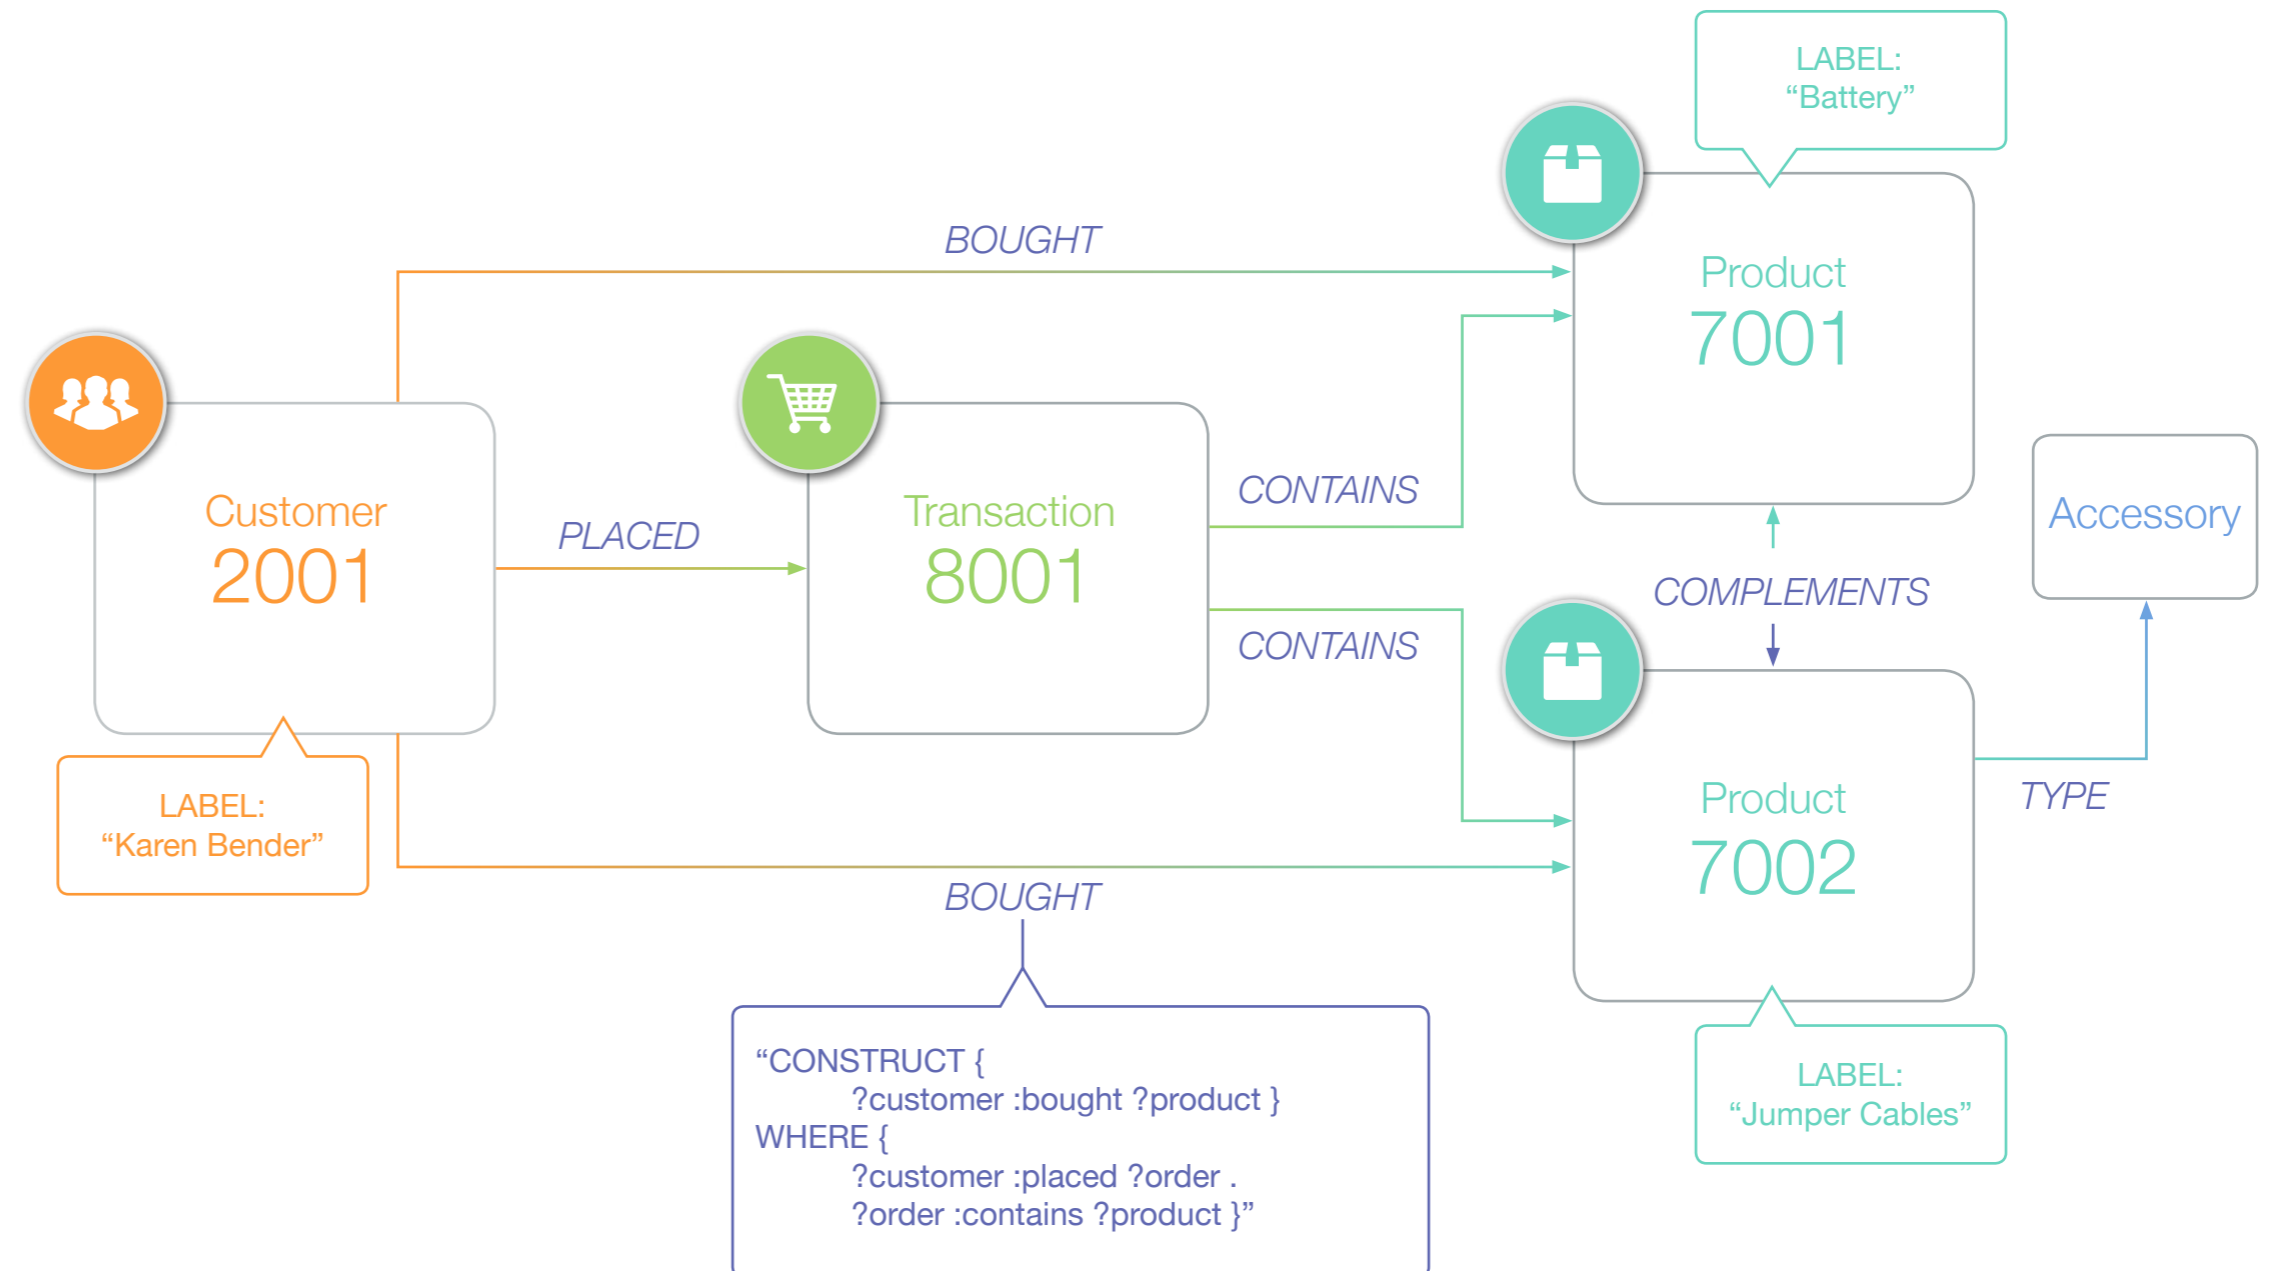 LABEL:
“Battery”
BOUGHT
Product
7001
CONTAINS
Customer
2001
PLACED
Transaction
8001
Accessory
COMPLEMENTS
CONTAINS
LABEL:
“Karen Bender”
Product
7002
TYPE
BOUGHT
“CONSTRUCT {
?customer :bought ?product }
WHERE {
?customer :placed ?order .
?order :contains ?product }”
LABEL:
“Jumper Cables”